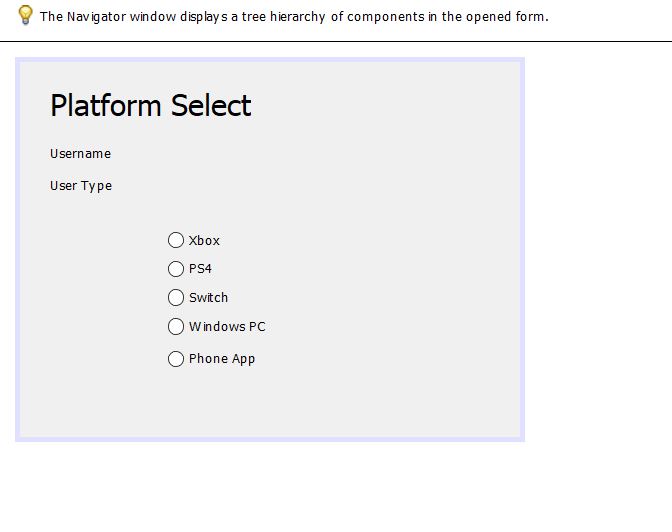 The Navigator window displays a tree hierarchy of components in the opened form.
Platform Select
Username
User Type
Xbox
PS4
Switch
Windows PC
Phone App